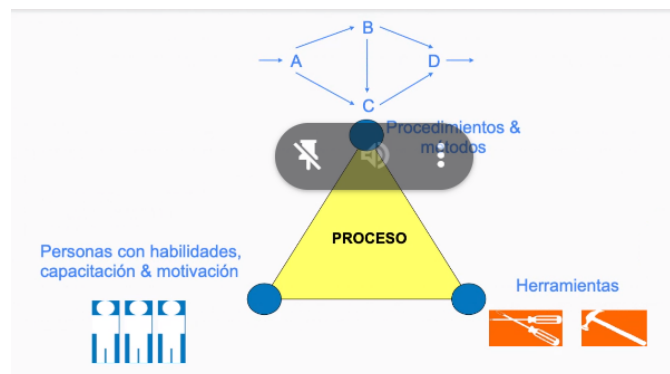 B
A
D
C
Procedimientos &
métodos
PROCESO
Personas con habilidades,
capacitación & motivación
Herramientas